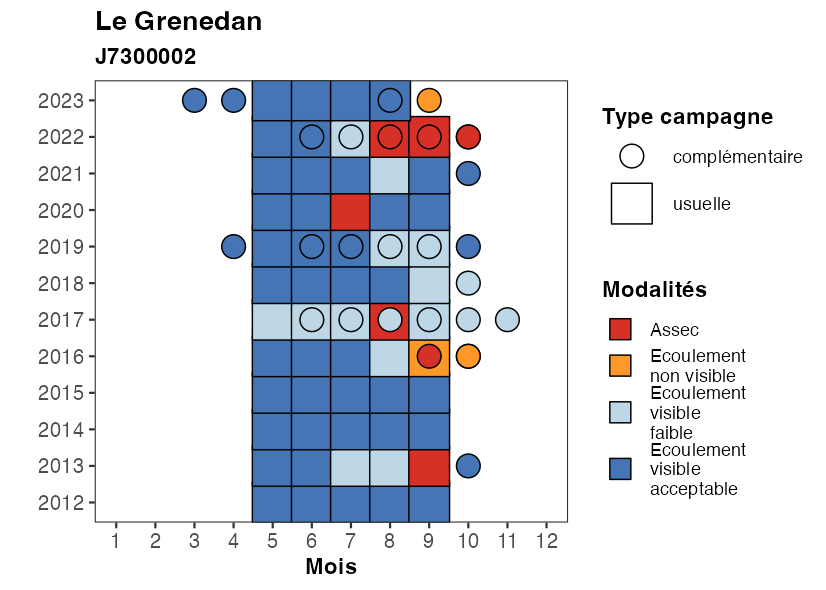 Le Grenedan
J7300002
2023
2022
2021
2020
2019
2018
2017
2016
2015
2014
2013
2012
1 2 3 4 5 6 7 8 9 10 11 12
Mois
Type campagne
complémentaire
usuelle
Modalités
Assec
Ecoulement
non visible
Ecoulement
visible
faible
Ecoulement
visible
acceptable